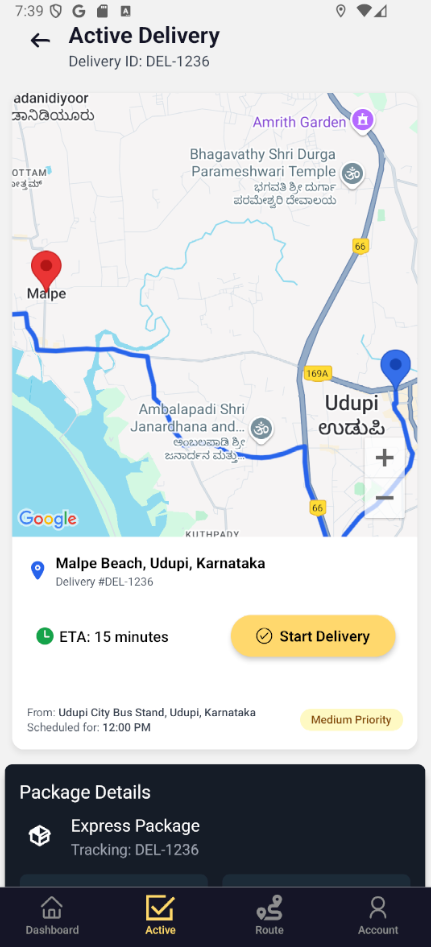 7:39
Active Delivery
Delivery ID: DEL-1236
adanidiyoor
ಡಾನಿಡಿಯೂರು
Amrith Garden
Bhagavathy Shri Durga
Parameshwari Temple
ಭಗವತಿ ಶ್ರೀ ದುರ್ಗಾ
ಪರಮೇಶ್ವರಿ ದೇವಾಲಯ
OTTAM
66
Malpe
169A
Udupi
ಉಡುಪಿ
Ambalapadi Shri
Janardhana and...
ಅಂಬಲಪಾಡಿ ಶ್ರೀ
ಜನಾರ್ದನ ಮತ್ತು...
+
−
66
Google
KUTHPADY
Malpe Beach, Udupi, Karnataka
Delivery #DEL-1236
ETA: 15 minutes
Start Delivery
From: Udupi City Bus Stand, Udupi, Karnataka
Scheduled for: 12:00 PM
Medium Priority
Package Details
Express Package
Tracking: DEL-1236
Dashboard
Active
Route
Account